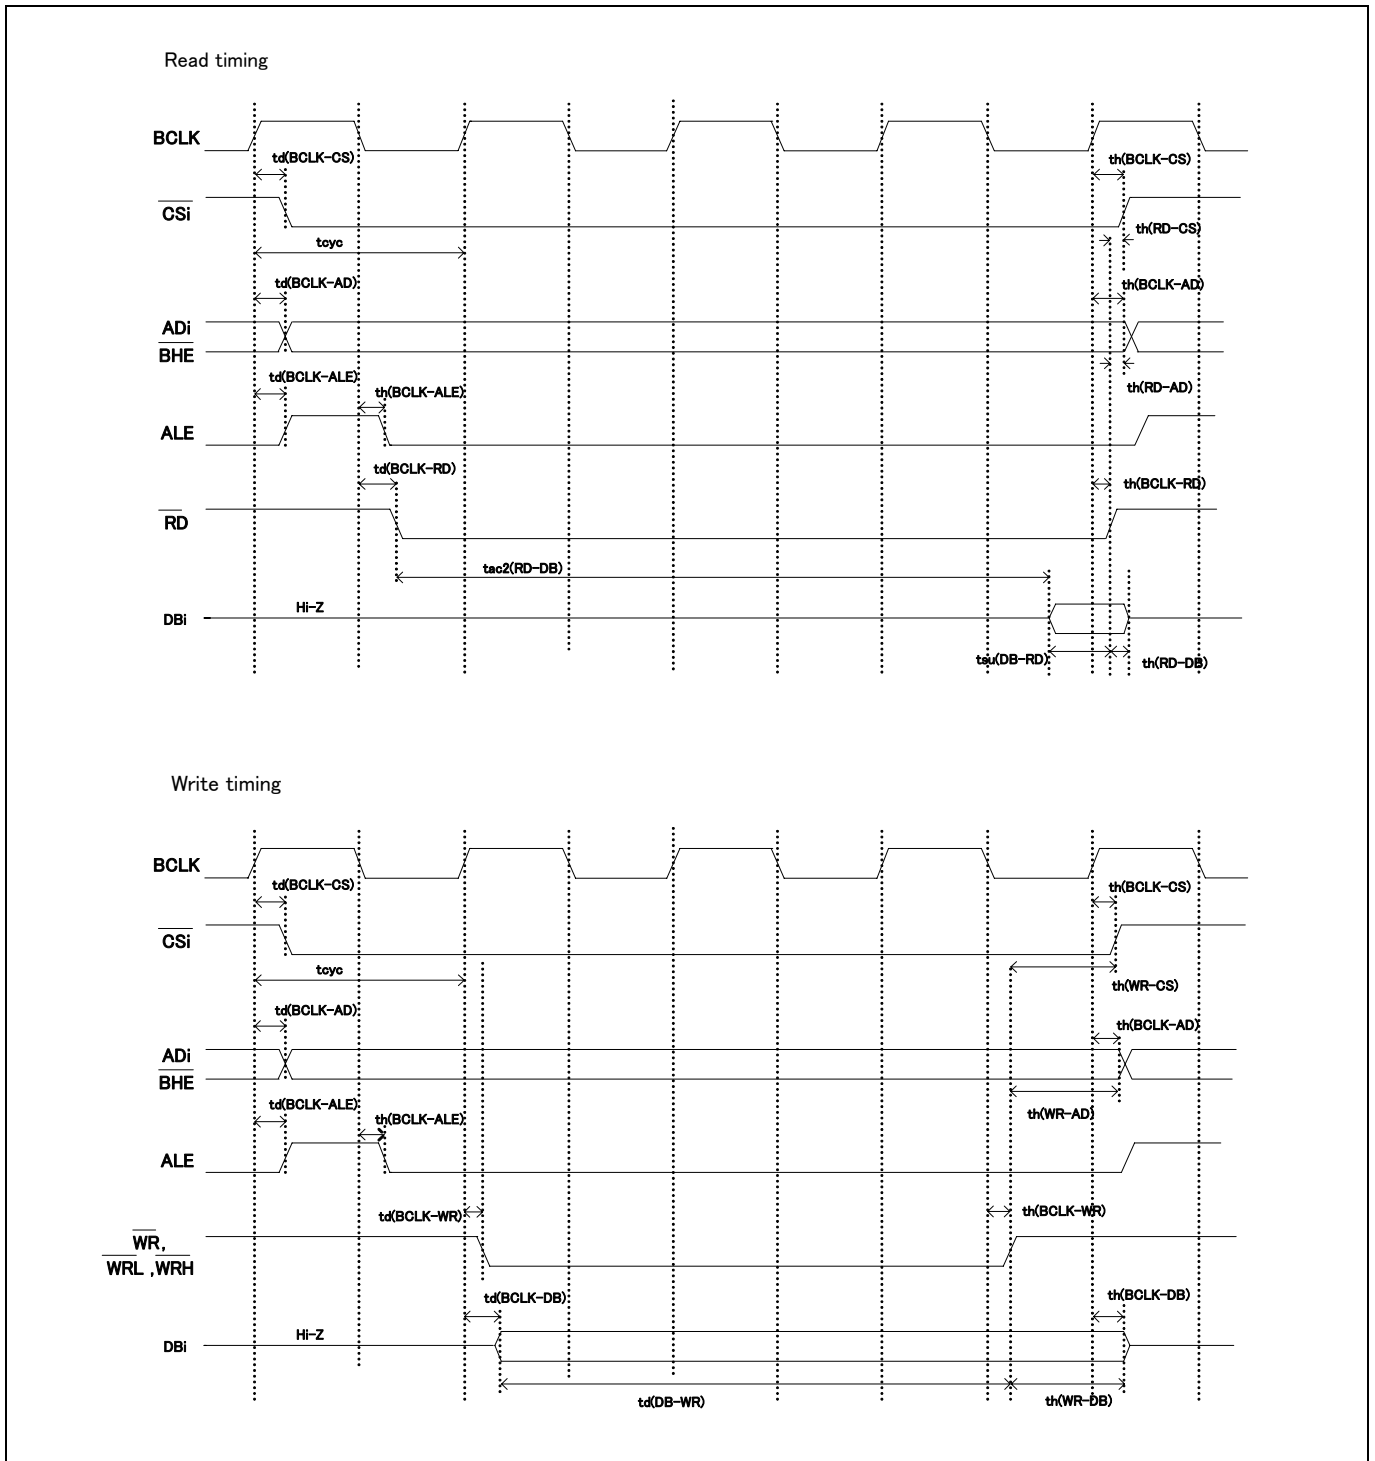 Read timing
BCLK
td(BCLK-CS)
th(BCLK-CS)
CSi
th(RD-CS)
tcyc
td(BCLK-AD)
th(BCLK-AD)
ADi
BHE
td(BCLK-ALE)
th(BCLK-ALE)
th(RD-AD)
ALE
td(BCLK-RD)
th(BCLK-RD)
RD
tac2(RD-DB)
Hi-Z
DBi
tsu(DB-RD)
th(RD-DB)
Write timing
BCLK
td(BCLK-CS)
th(BCLK-CS)
CSi
tcyc
th(WR-CS)
td(BCLK-AD)
th(BCLK-AD)
ADi
BHE
td(BCLK-ALE)
th(BCLK-ALE)
th(WR-AD)
ALE
td(BCLK-WR)
th(BCLK-WR)
WR,
WRL ,WRH
td(BCLK-DB)
th(BCLK-DB)
Hi-Z
DBi
td(DB-WR)
th(WR-DB)